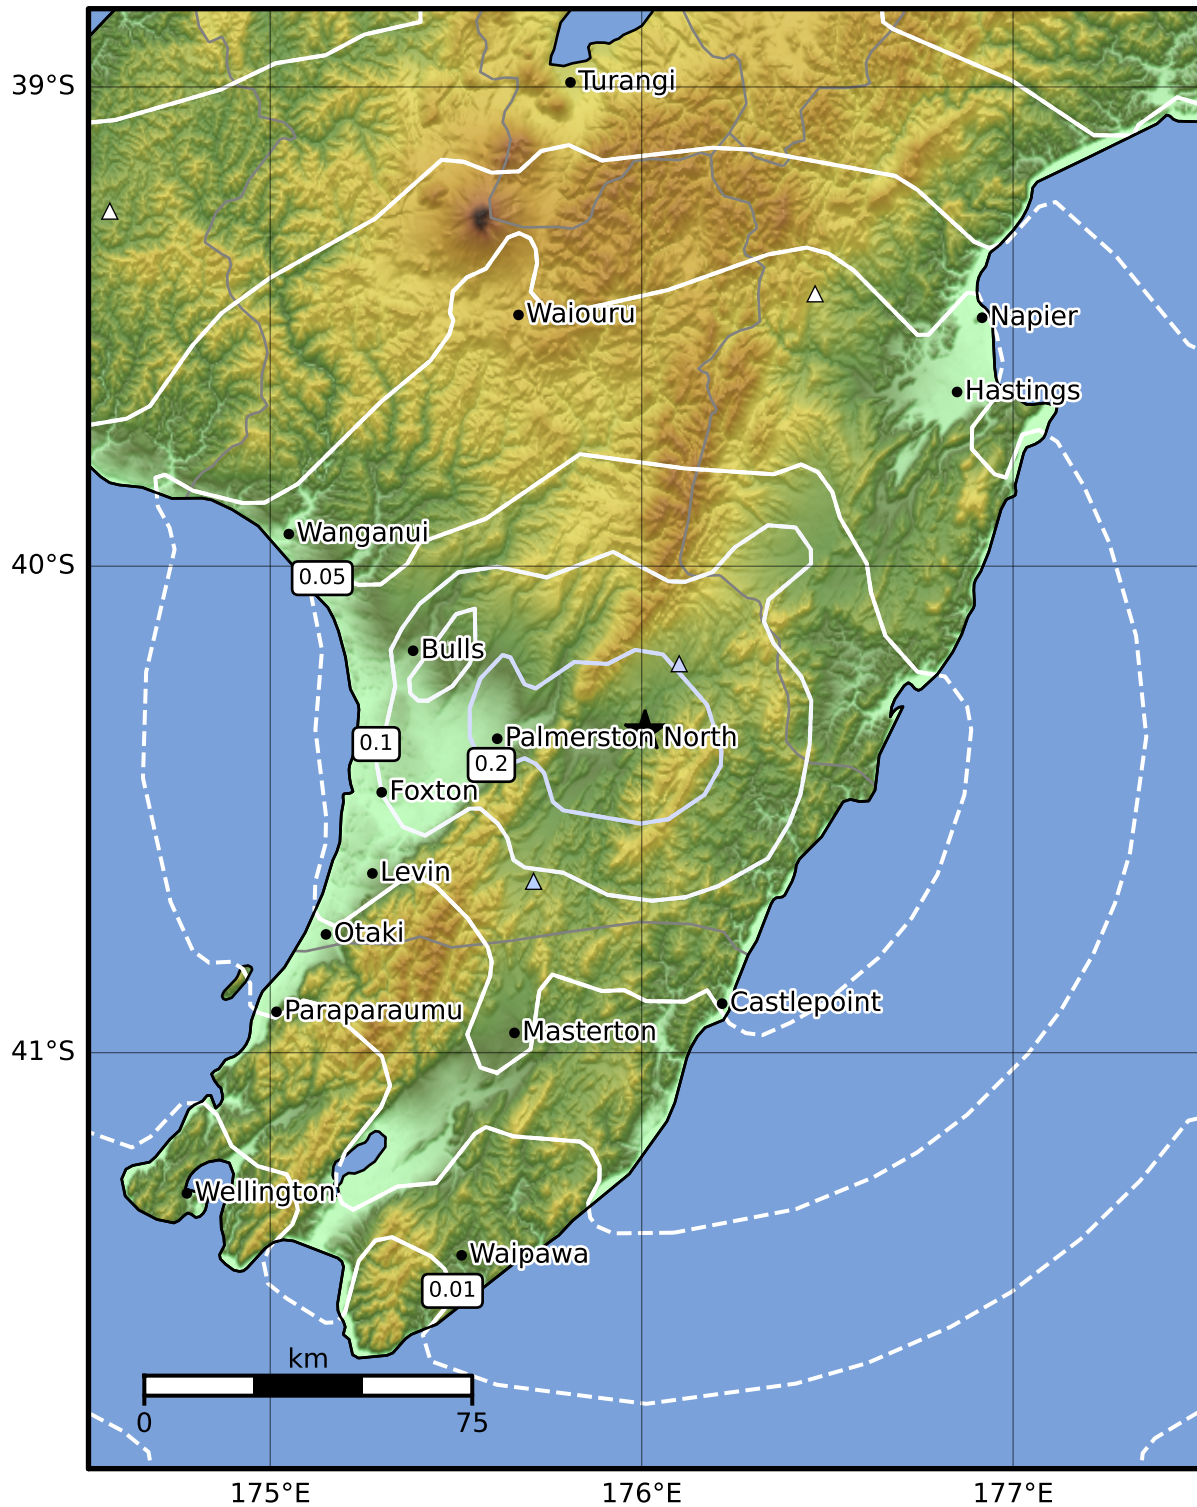 39°S
Turangi
Waiouru
Napier
Hastings
Wanganui
40°S
0.05
Bulls
Palmerston North
0.1
0.2
Foxton
Levin
Otaki
Castlepoint
Paraparaumu
Masterton
41°S
Wellington
Waipawa
0.01
km
0 75
175°E 176°E 177°E